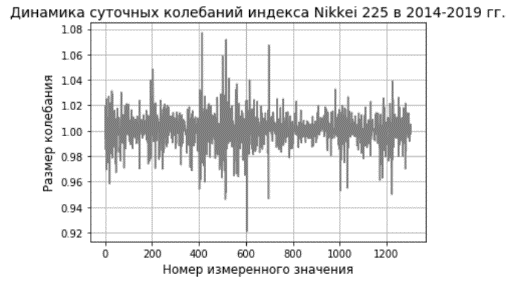 Динамика суточных колебаний индекса Nikkei 225 в 2014-2019 гг.
1.08
1.06
1.04
1.02
1.00
0.98
0.96
0.94
0.92
Размер колебания
0 200 400 600 800 1000 1200
Номер измеренного значения